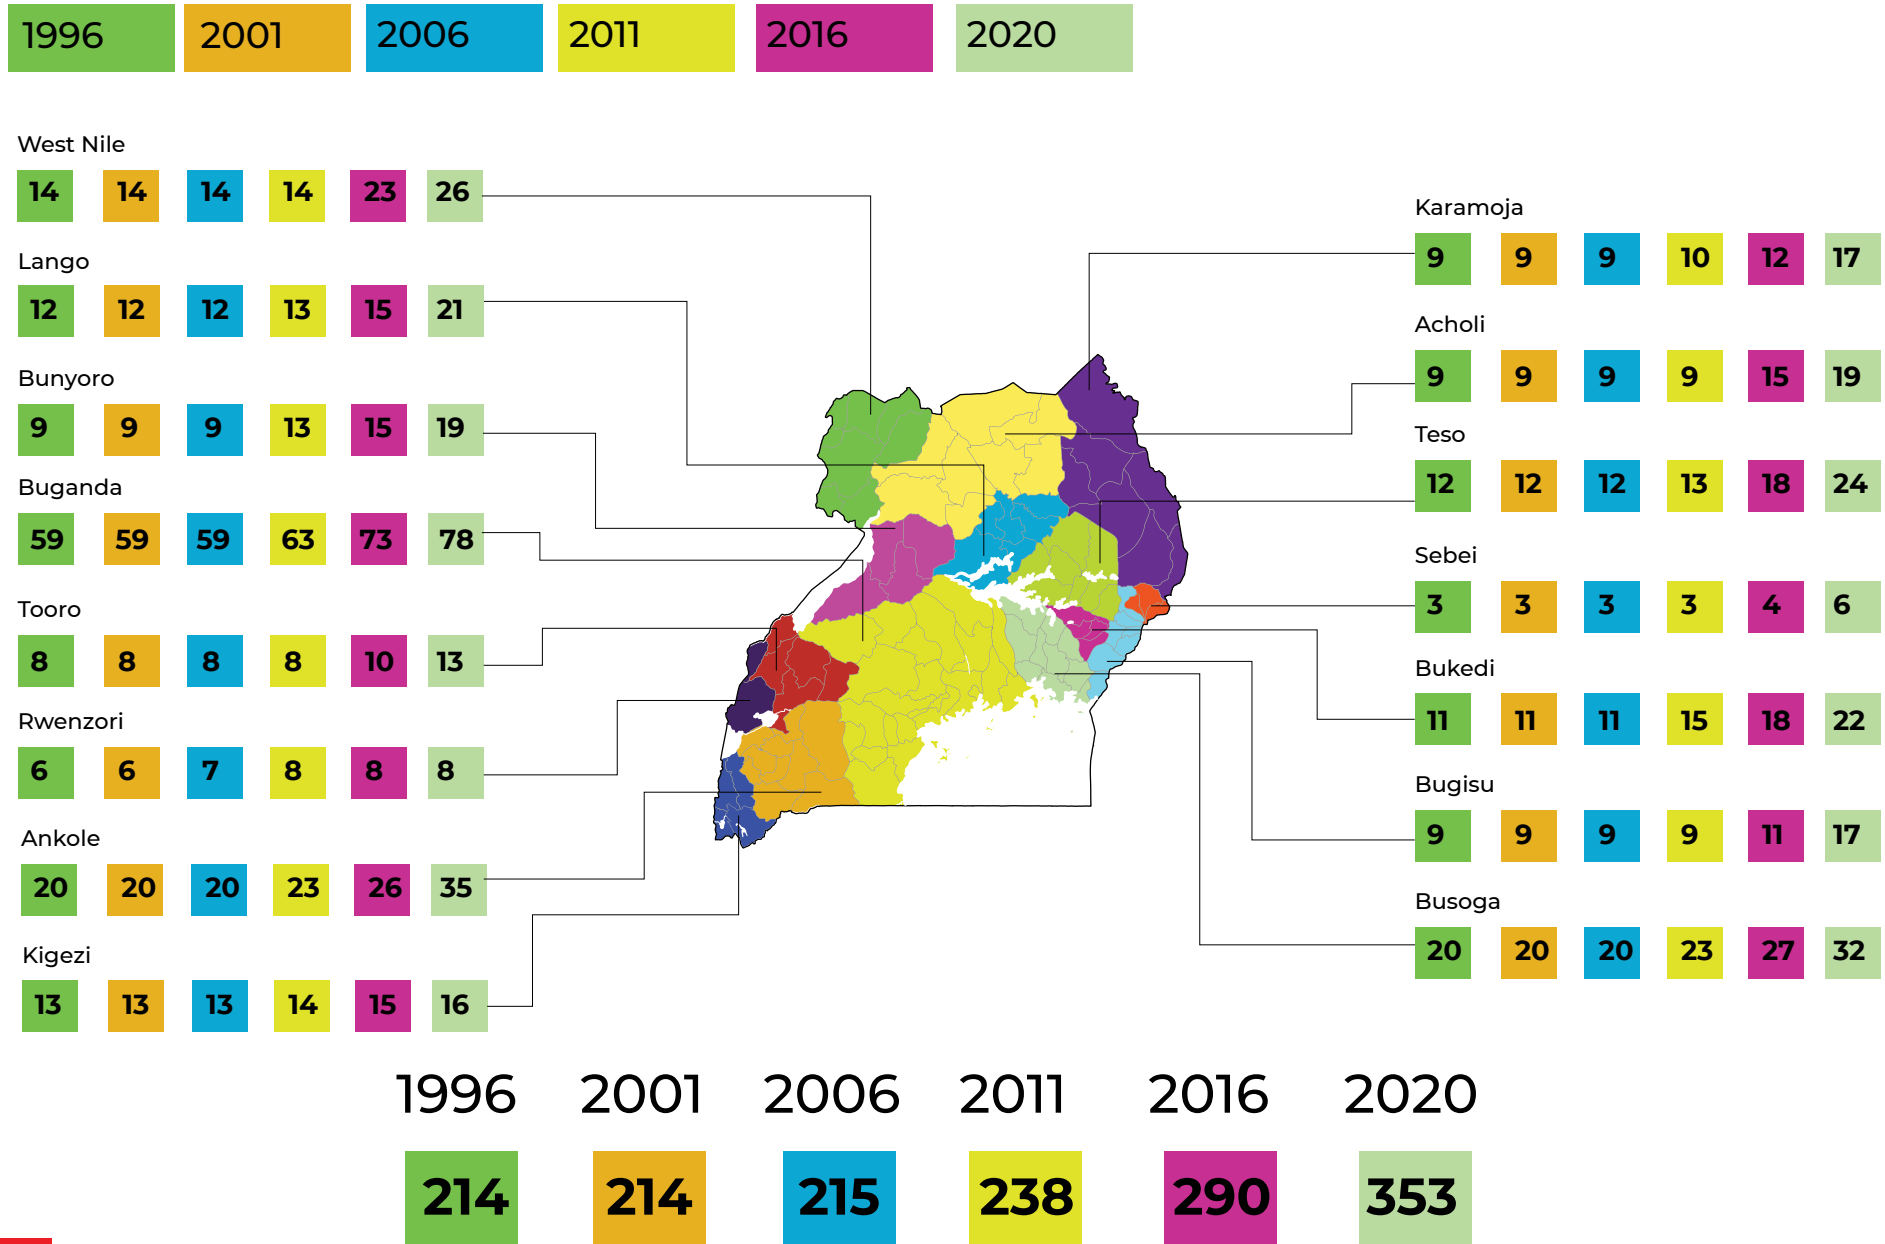 1996 2001 2006 2011 2016 2020
West Nile
14 14 14 14 23 26
Lango
12 12 12 13 15 21
Bunyoro
9 9 9 13 15 19
Buganda
59 59 59 63 73 78
Tooro
8 8 8 8 10 13
Rwenzori
6 6 7 8 8 8
Ankole
20 20 20 23 26 35
Kigezi
13 13 13 14 15 16
Karamoja
9 9 9 10 12 17
Acholi
9 9 9 9 15 19
Teso
12 12 12 13 18 24
Sebei
3 3 3 3 4 6
Bukedi
11 11 11 15 18 22
Bugisu
9 9 9 9 11 17
Busoga
20 20 20 23 27 32
1996 2001 2006 2011 2016 2020
214 214 215 238 290 353